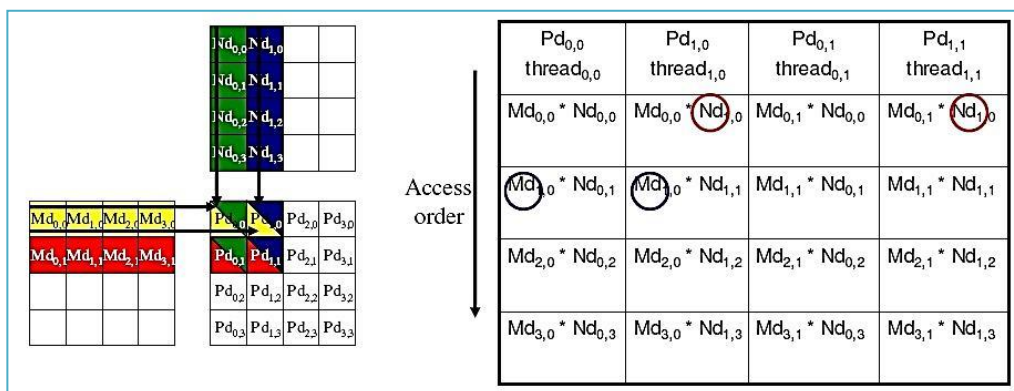 Nd0,0 Nd1,0
Nd0,1 Nd1,1
Nd0,2 Nd1,2
Nd0,3 Nd1,3
Md0,0 Md1,0 Md2,0 Md3,0
Pd0,0 Pd1,0 Pd2,0 Pd3,0
Md0,1 Md1,1 Md2,1 Md3,1
Pd0,1 Pd1,1 Pd2,1 Pd3,1
Pd0,2 Pd1,2 Pd2,2 Pd3,2
Pd0,3 Pd1,3 Pd2,3 Pd3,3
Access
order
Pd0,0 Pd1,0 Pd0,1 Pd1,1
thread0,0 thread1,0 thread0,1 thread1,1
Md0,0 * Nd0,0 Md0,0 * Nd1,0 Md0,1 * Nd0,0 Md0,1 * Nd1,0
Md1,0 * Nd0,1 Md1,0 * Nd1,1 Md1,1 * Nd0,1 Md1,1 * Nd1,1
Md2,0 * Nd0,2 Md2,0 * Nd1,2 Md2,1 * Nd0,2 Md2,1 * Nd1,2
Md3,0 * Nd0,3 Md3,0 * Nd1,3 Md3,1 * Nd0,3 Md3,1 * Nd1,3